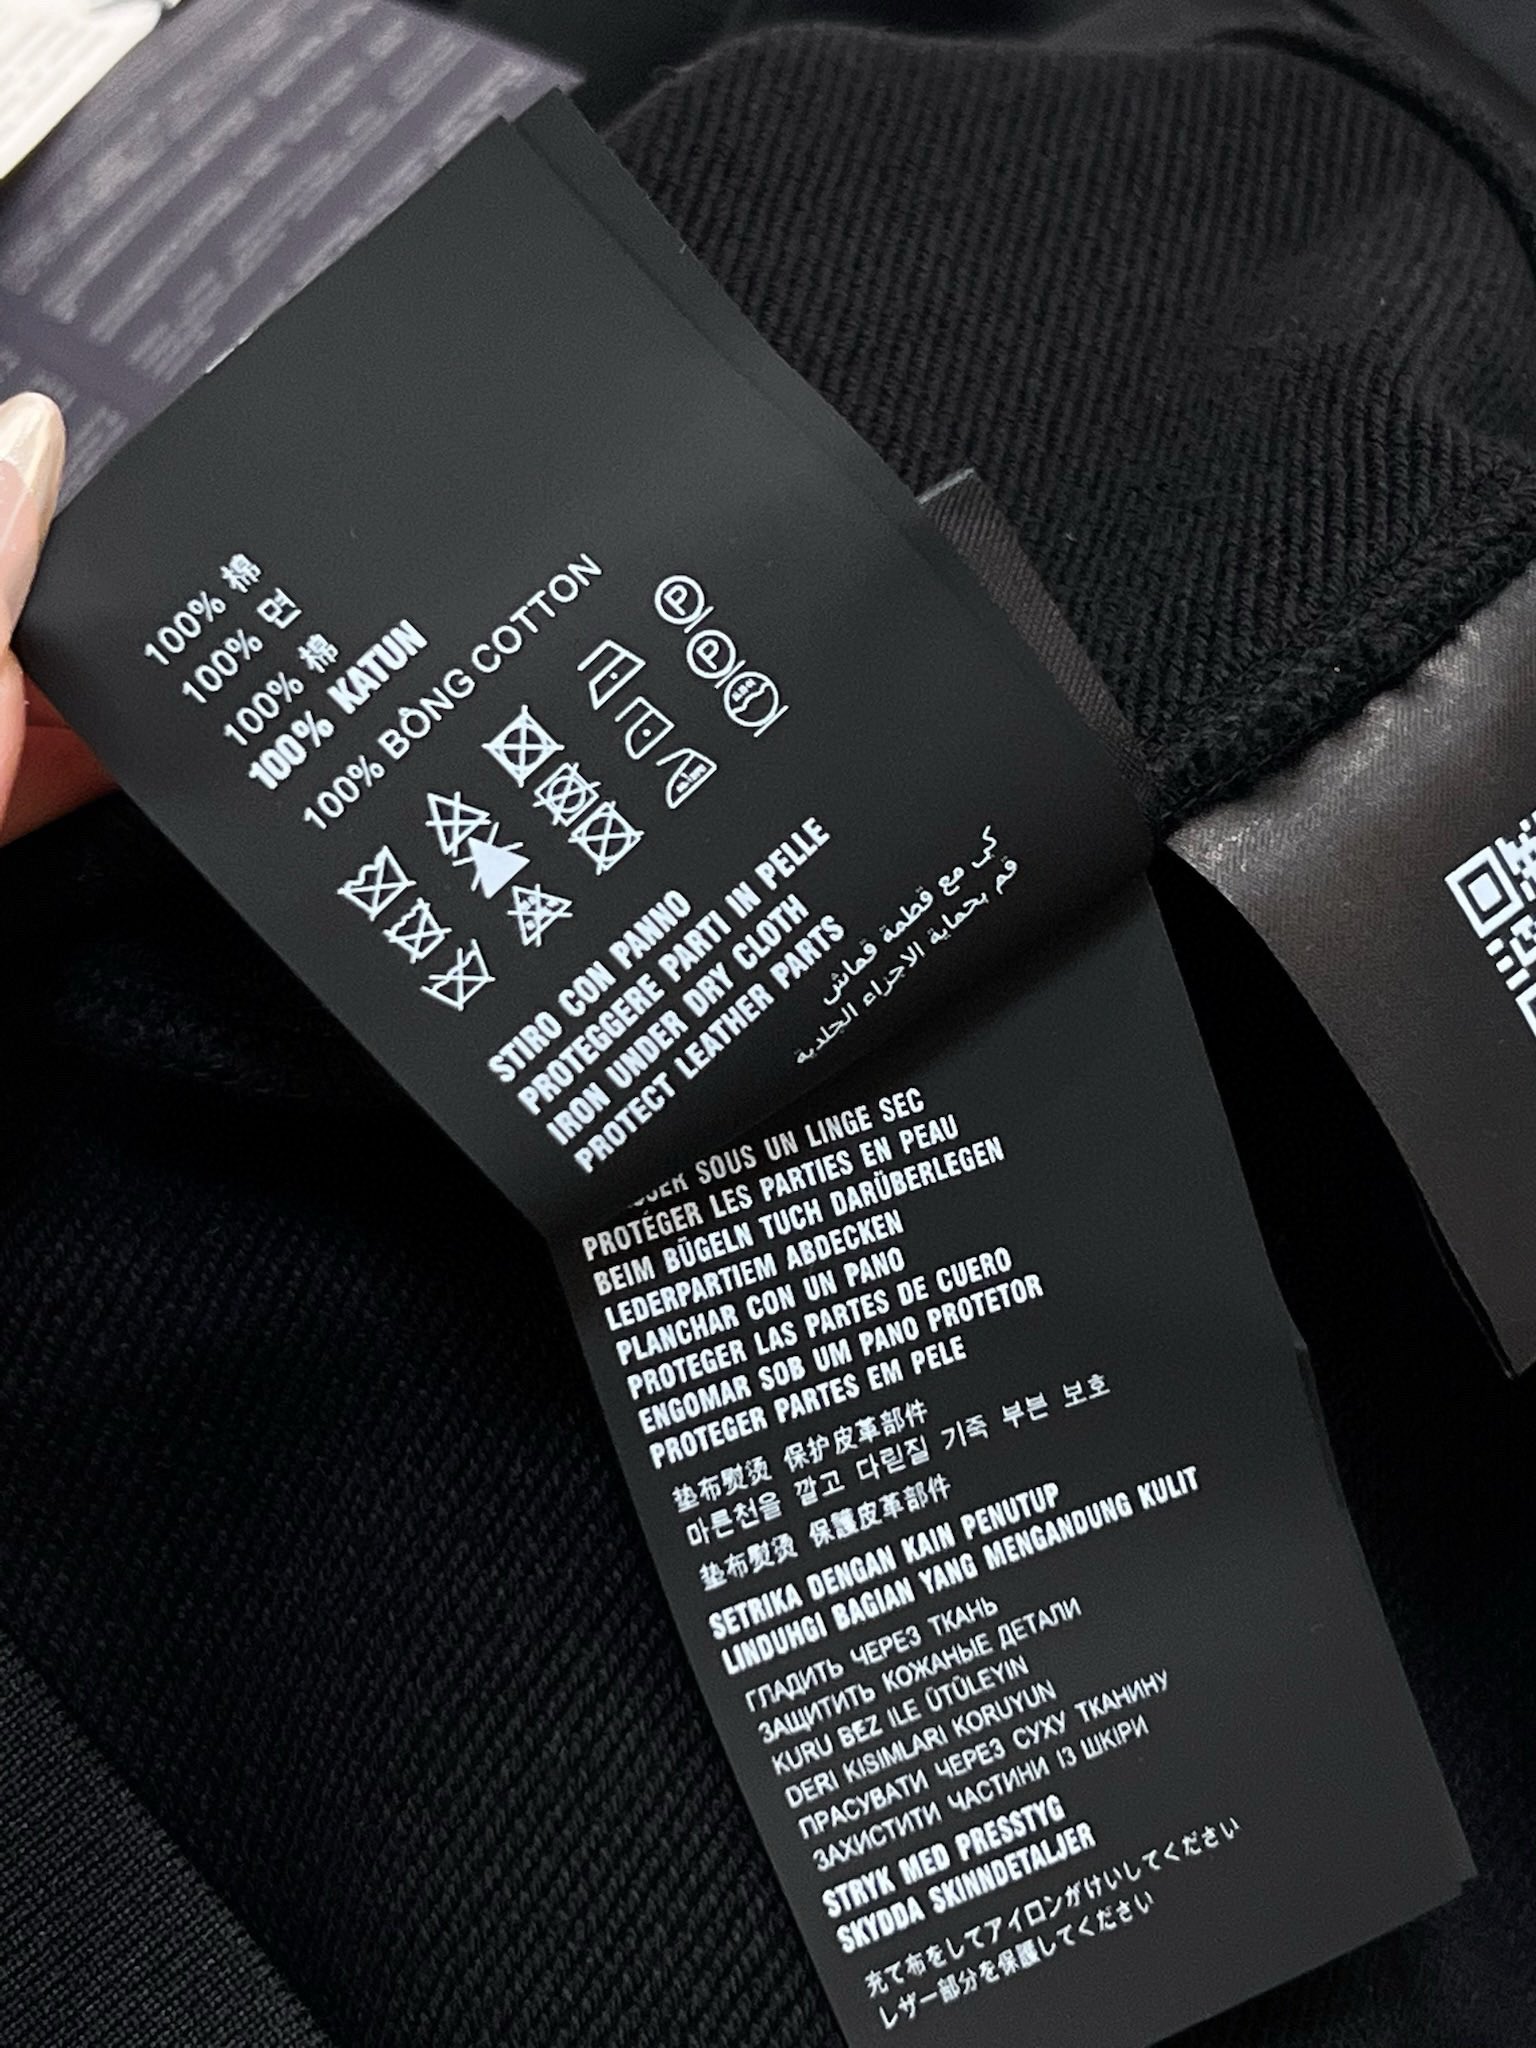 100% 棉
100% 면
100% 棉
100% KATUN
100% BÔNG COTTON
P
P
STIRO CON PANNO
PROTEGGERE PARTI IN PELLE
IRON UNDER DRY CLOTH
PROTECT LEATHER PARTS
كي مع قطعة قماش
قم بحماية الاجزاء الجلدية
SOUS UN LINGE SEC
PROTÉGER LES PARTIES EN PEAU
BEIM BÜGELN TUCH DARÜBERLEGEN
LEDERPARTIEM ABDECKEN
PLANCHAR CON UN PANO
PROTEGER LAS PARTES DE CUERO
ENGOMAR SOB UM PANO PROTETOR
PROTEGER PARTES EM PELE
垫布熨烫 保护皮革部件
마른천을 깔고 다린질 기죽 부븐 보호
垫布熨烫 保護皮革部件
SETRIKA DENGAN KAIN PENUTUP
LINDUHGI BAGIAN YANG MENGANDUNG KULIT
ГЛАДИТЬ ЧЕРЕЗ ТКАНЬ
ЗАЩИТИТЬ КОЖАНЫЕ ДЕТАЛИ
KURU BEZ ILE ÜTÜLEYIN
DERI KISIMLARI KORUYUN
ПРАСУВАТИ ЧЕРЕЗ СУХУ ТКАНИНУ
ЗАХИСТИТИ ЧАСТИНИ ІЗ ШКІРИ
STRYK MED PRESSTYG
SKYDDA SKINNDETALJER
充て布をしてアイロンがけいしてください
レザー部分を保護してください